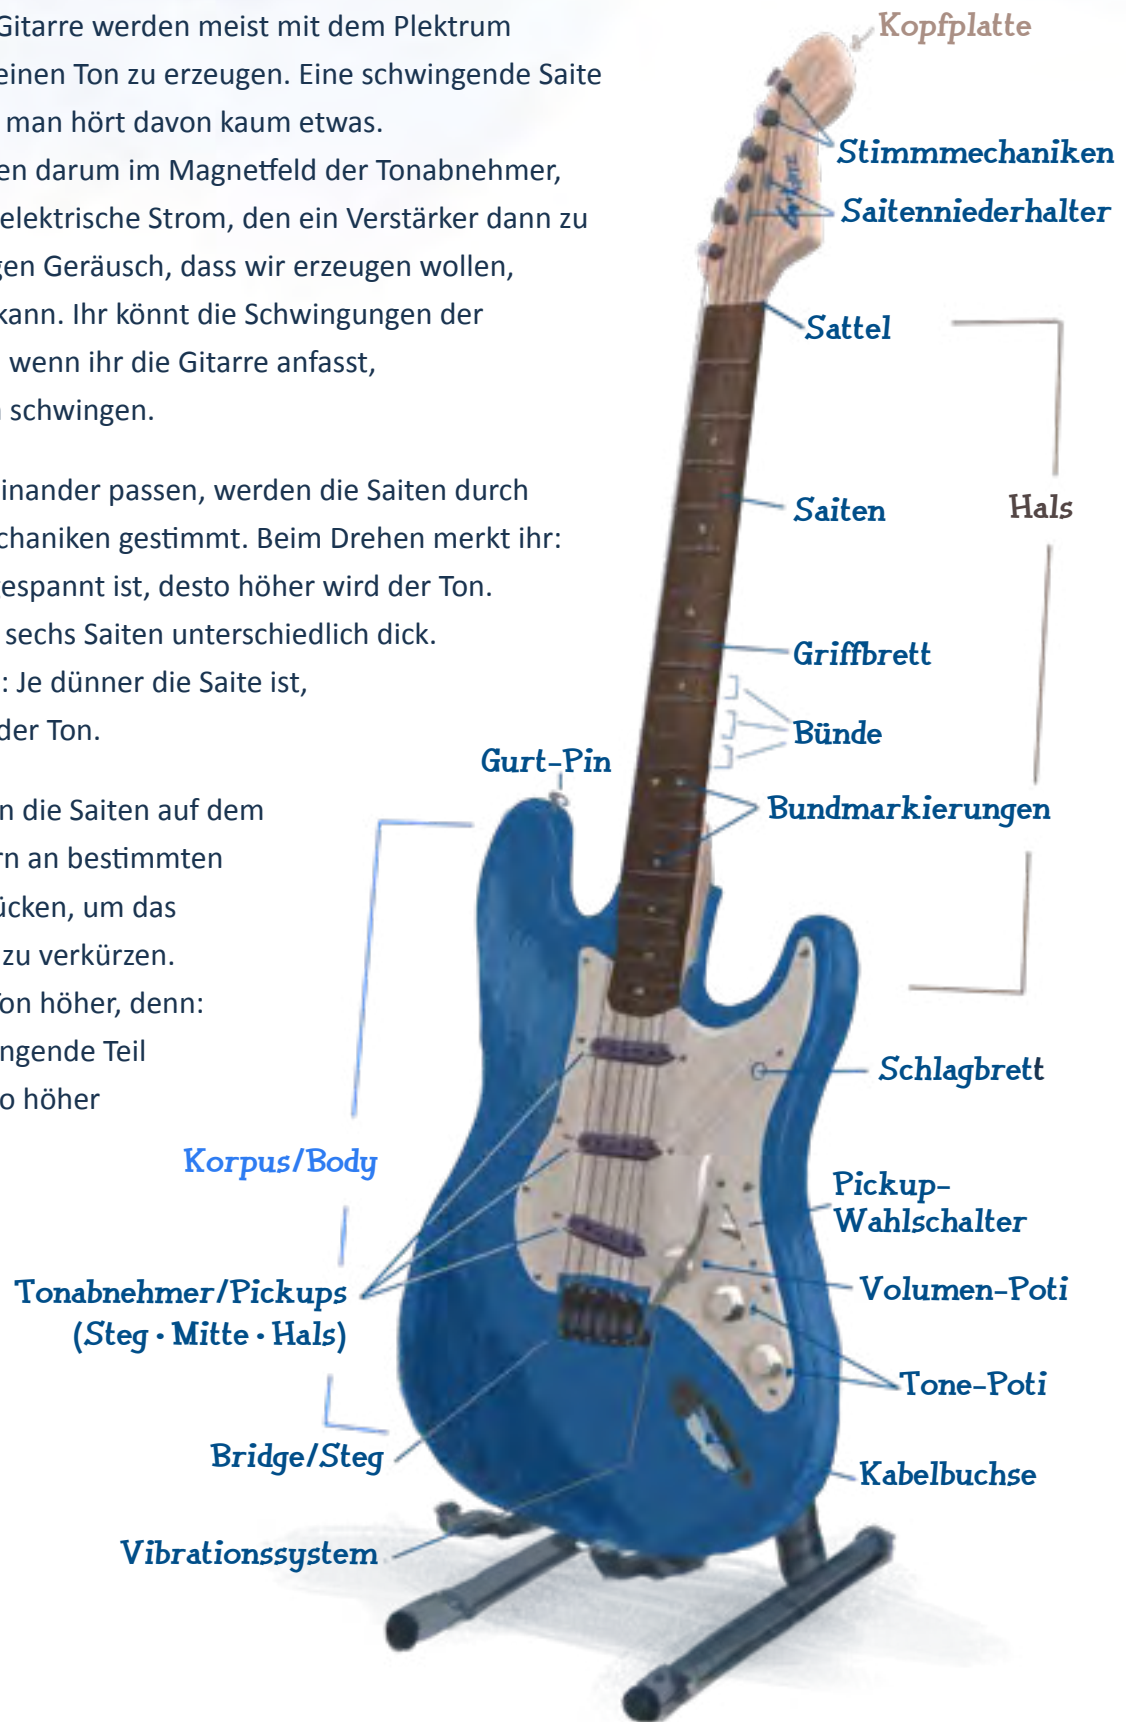 Gitarre werden meist mit dem Plektrum
einen Ton zu erzeugen. Eine schwingende Saite
man hört davon kaum etwas.
en darum im Magnetfeld der Tonabnehmer,
elektrische Strom, den ein Verstärker dann zu
gen Geräusch, dass wir erzeugen wollen,
kann. Ihr könnt die Schwingungen der
wenn ihr die Gitarre anfasst,
schwingen.
einander passen, werden die Saiten durch
chaniken gestimmt. Beim Drehen merkt ihr:
gespannt ist, desto höher wird der Ton.
sechs Saiten unterschiedlich dick.
: Je dünner die Saite ist,
der Ton.
n die Saiten auf dem
rn an bestimmten
ücken, um das
zu verkürzen.
Ton höher, denn:
ngende Teil
o höher
Kopfplatte
Stimmmechaniken
Saitenniederhalter
Sattel
Saiten
Hals
Griffbrett
Bünde
Gurt-Pin
Bundmarkierungen
Schlagbrett
Korpus/Body
Pickup-
Wahlschalter
Tonabnehmer/Pickups
(Steg · Mitte · Hals)
Volumen-Poti
Tone-Poti
Bridge/Steg
Kabelbuchse
Vibrationssystem